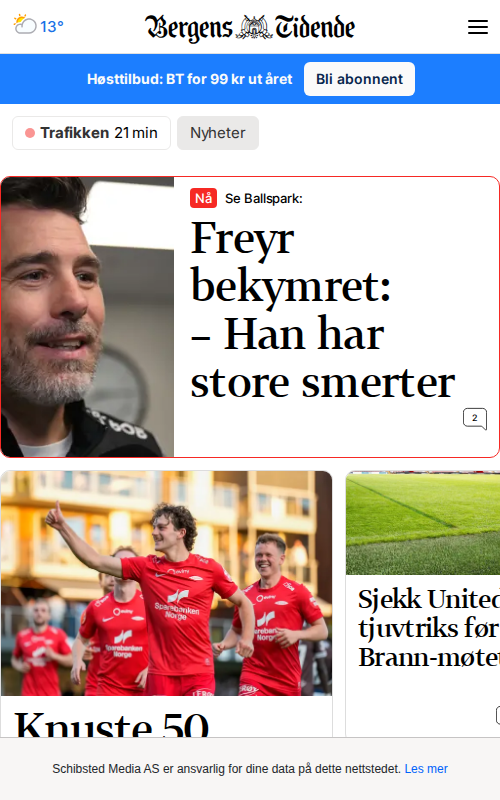 13°
Bergens Tidende
Høsttilbud: BT for 99 kr ut året
Bli abonnent
Trafikken 21 min
Nyheter
Nå Se Ballspark:
Freyr
bekymret:
– Han har
store smerter
2
Sparebanken
Norge
Sparebanken
Norge
Knuste 50
Sjekk United
tjuvtriks før
Brann-møtet
Schibsted Media AS er ansvarlig for dine data på dette nettstedet. Les mer